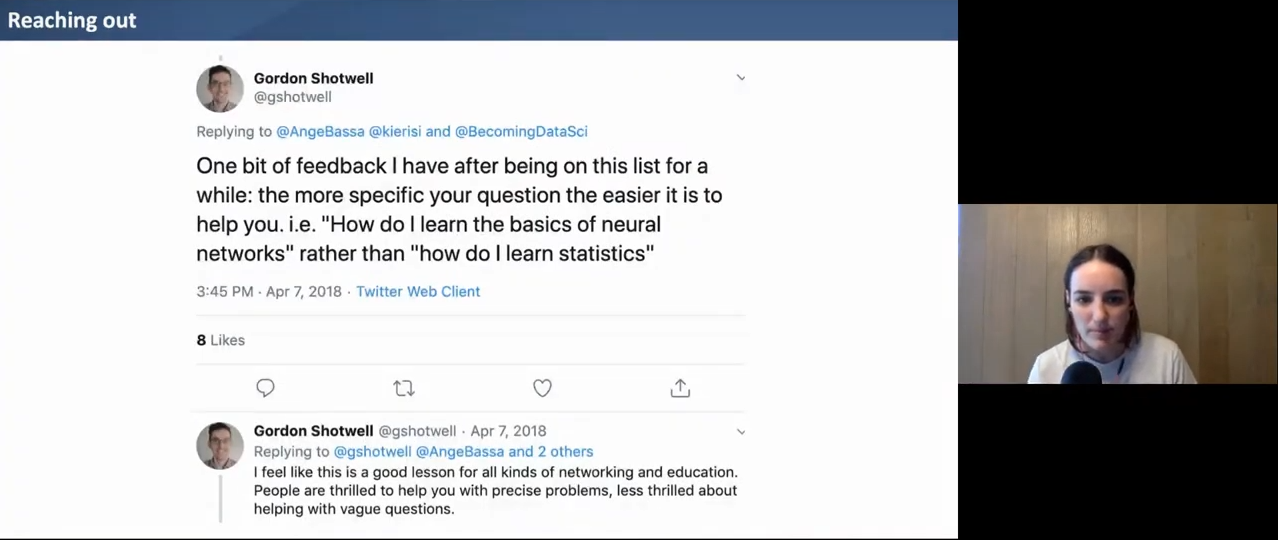 Reaching out
Gordon Shotwell
@gshotwell
Replying to @AngeBassa @kierisi and @BecomingDataSci
One bit of feedback I have after being on this list for a
while: the more specific your question the easier it is to
help you. i.e. "How do I learn the basics of neural
networks" rather than "how do I learn statistics"
3:45 PM · Apr 7, 2018 · Twitter Web Client
8 Likes
Gordon Shotwell @gshotwell · Apr 7, 2018
Replying to @gshotwell @AngeBassa and 2 others
I feel like this is a good lesson for all kinds of networking and education.
People are thrilled to help you with precise problems, less thrilled about
helping with vague questions.